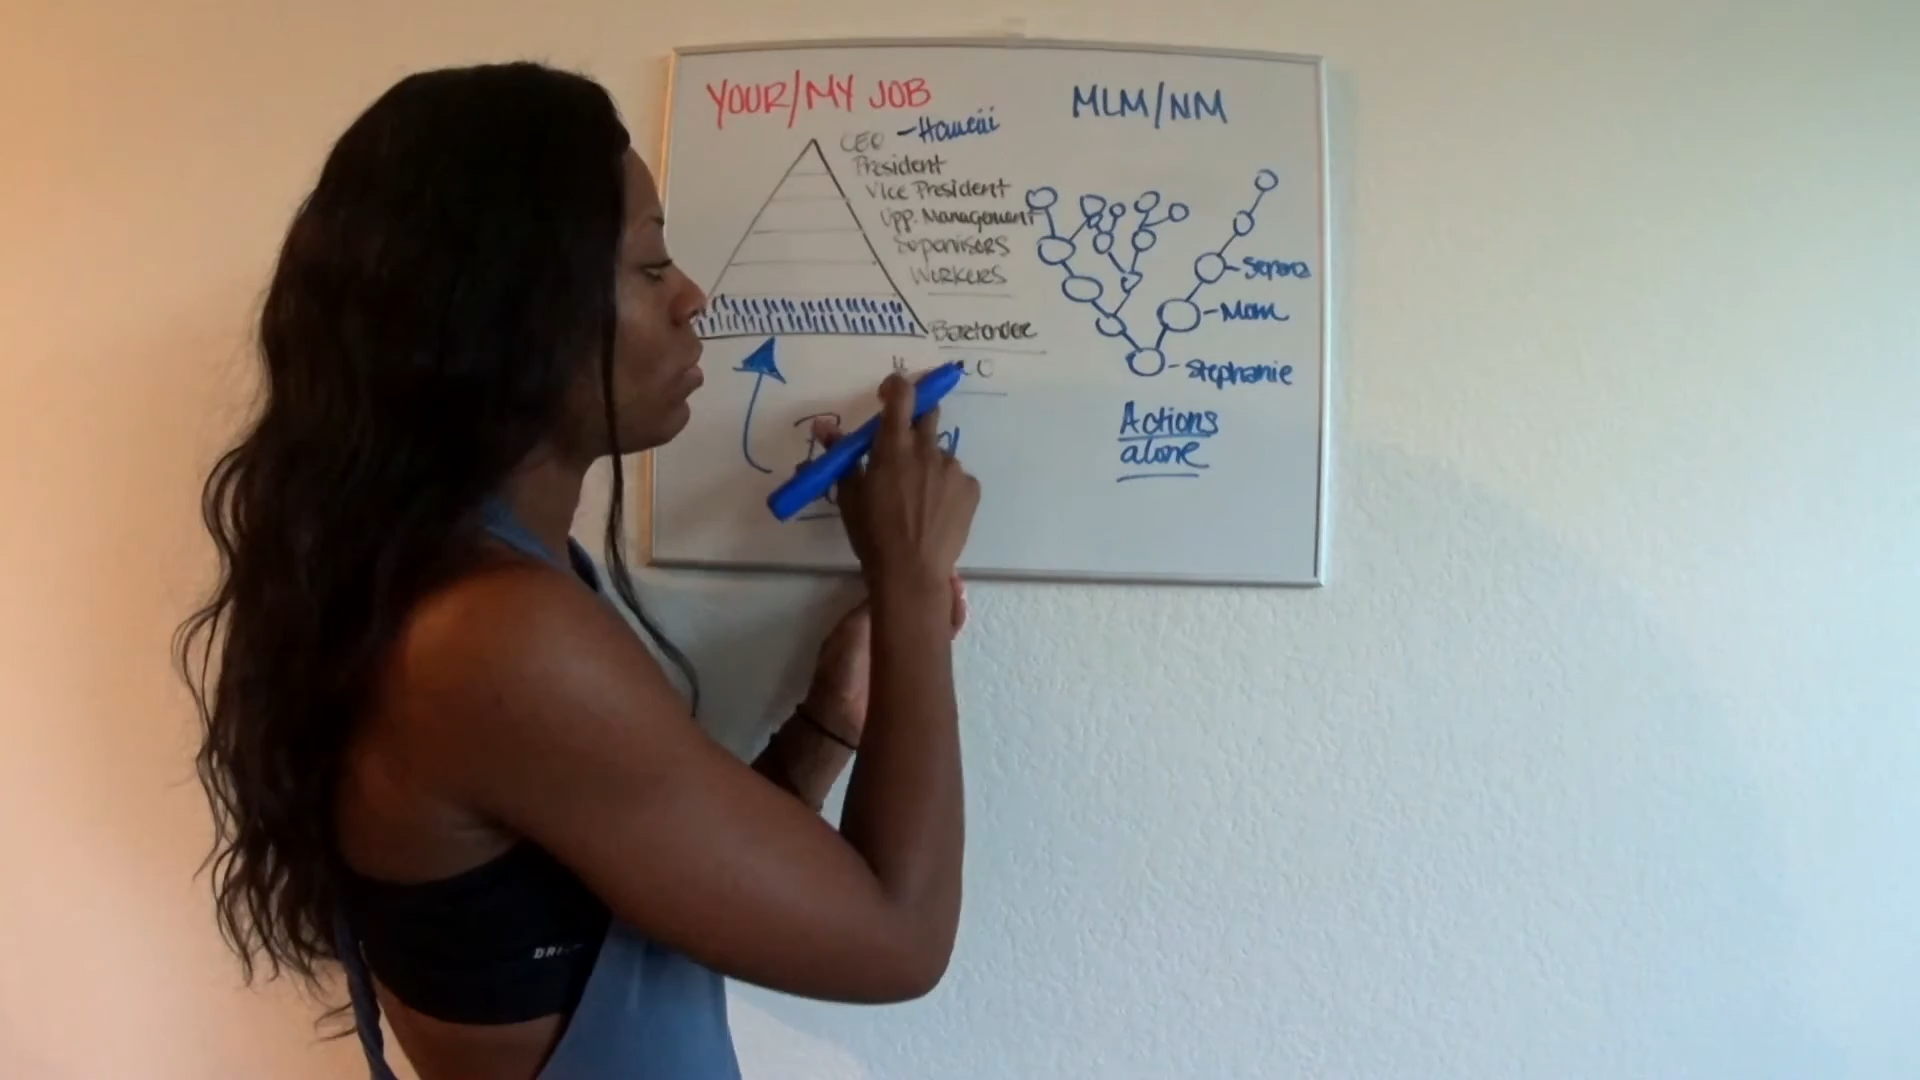 YOUR/MY JOB
CEO - Hawaii
President
Vice President
Upp. Management
Supervisors
Workers
Bartender
MLM/NM
Mom
Stephanie
Actions
alone